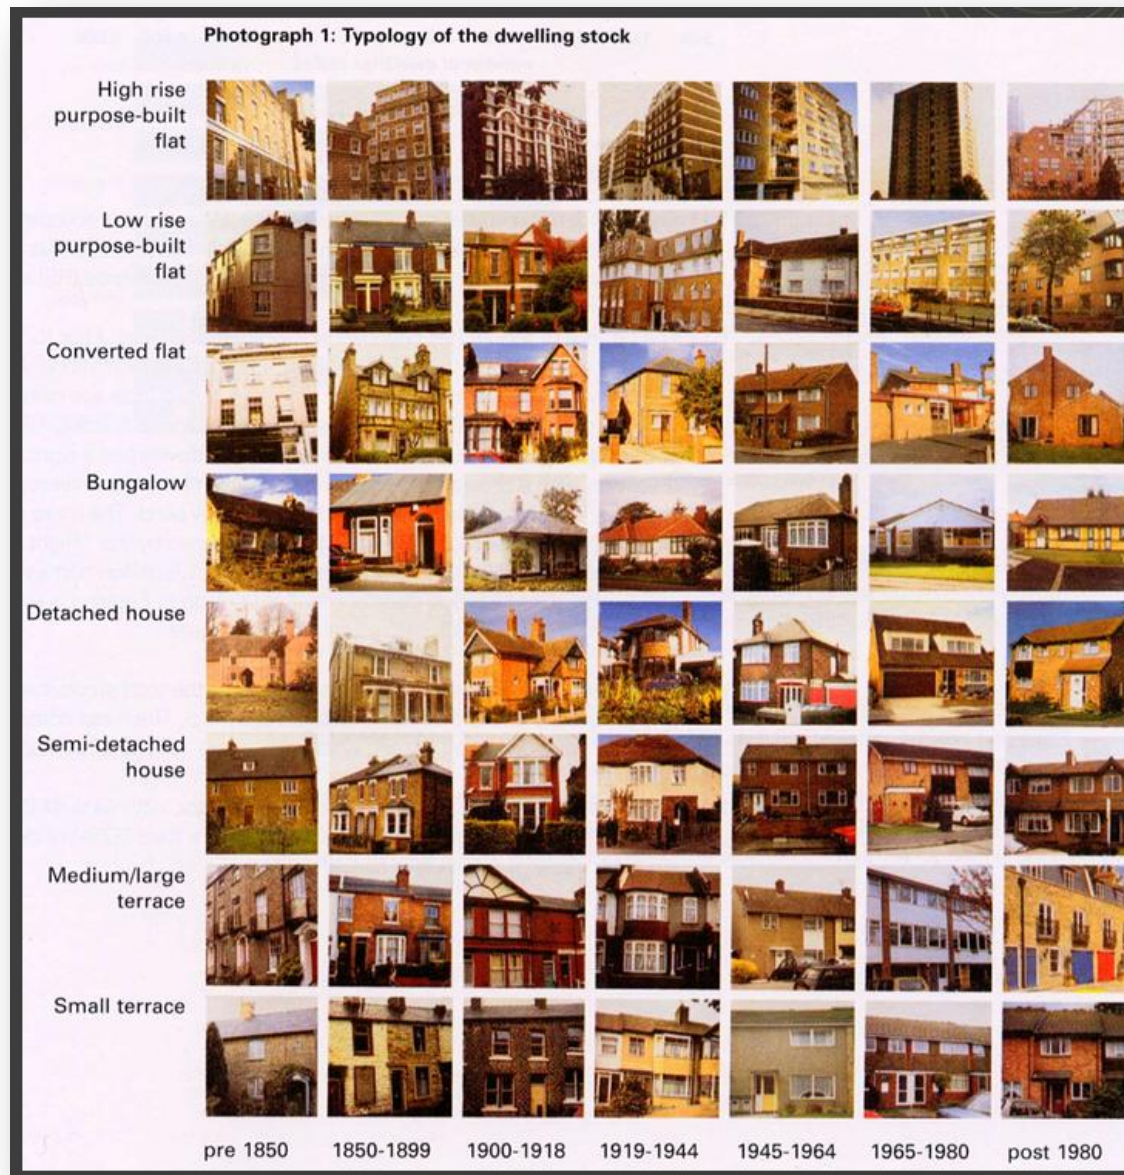 Photograph 1: Typology of the dwelling stock
High rise
purpose-built
flat
Low rise
purpose-built
flat
Converted flat
Bungalow
Detached house
Semi-detached
house
Medium/large
terrace
Small terrace
pre 1850 1850-1899 1900-1918 1919-1944 1945-1964 1965-1980 post 1980